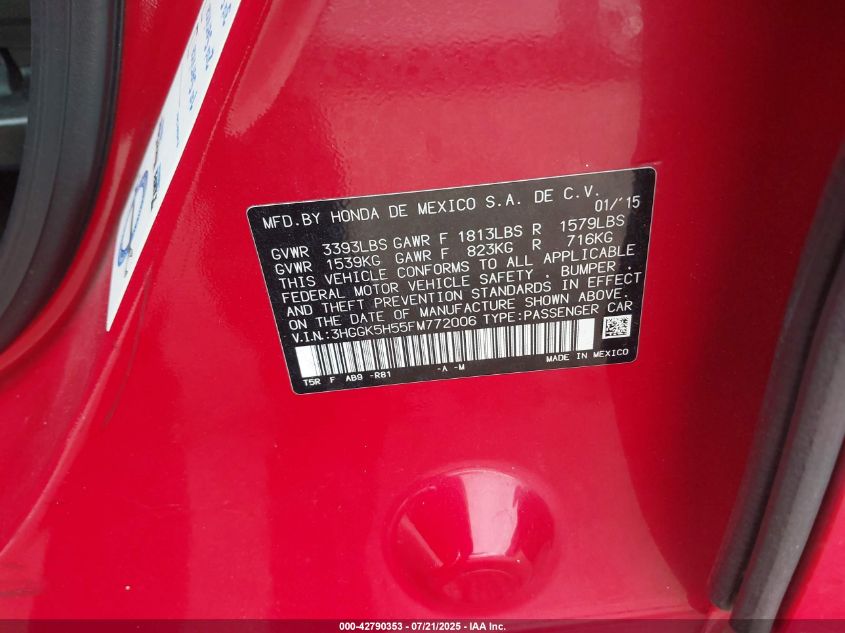 MFD.BY HONDA DE MEXICO S.A. DE C.V.
01/'15
GVWR 3393LBS GAWR F 1813LBS R 1579LBS
GVWR 1539KG GAWR F 823KG R 716KG
THIS VEHICLE CONFORMS TO ALL APPLICABLE
FEDERAL MOTOR VEHICLE SAFETY , BUMPER ,
AND THEFT PREVENTION STANDARDS IN EFFECT
ON THE DATE OF MANUFACTURE SHOWN ABOVE.
V.I.N.:3HGGK5H55FM772006 TYPE:PASSENGER CAR
T5R F AB9 -RB1 -A -M MADE IN MEXICO
000-42790353 - 07/21/2025 - IAA Inc.